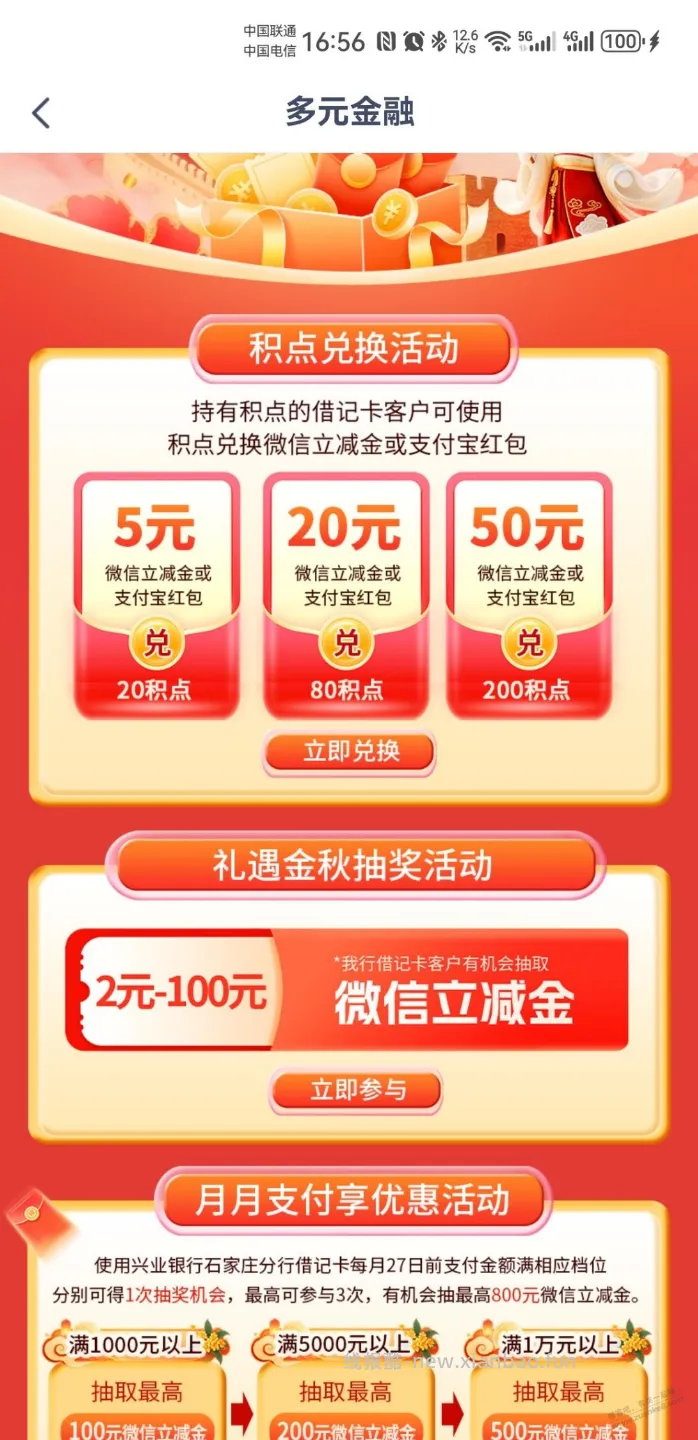 中国联通
中国电信
16:56
12.6
K/s
5G
4G
100
多元金融
积点兑换活动
持有积点的借记卡客户可使用
积点兑换微信立减金或支付宝红包
5元
微信立减金或
支付宝红包
兑
20积点
20元
微信立减金或
支付宝红包
兑
80积点
50元
微信立减金或
支付宝红包
兑
200积点
立即兑换
礼遇金秋抽奖活动
2元-100元
*我行借记卡客户有机会抽取
微信立减金
立即参与
月月支付享优惠活动
使用兴业银行石家庄分行借记卡每月27日前支付金额满相应档位
分别可得1次抽奖机会，最高可参与3次，有机会抽最高800元微信立减金。
满1000元以上
抽取最高
100元微信立减金
满5000元以上
抽取最高
200元微信立减金
满1万元以上
抽取最高
500元微信立减金